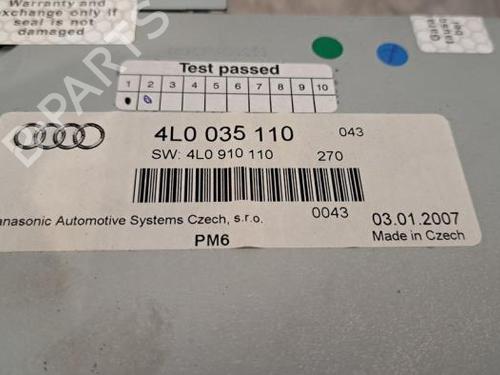 Warranty and
exchange only if
seal is not
damaged
Test passed
1 2 3 4 5 6 7 8 9 10
4L0 035 110 043
SW: 4L0 910 110 270
0043 03.01.2007
anasonic Automotive Systems Czech, s.r.o. Made in Czech
PM6
B-PARTS